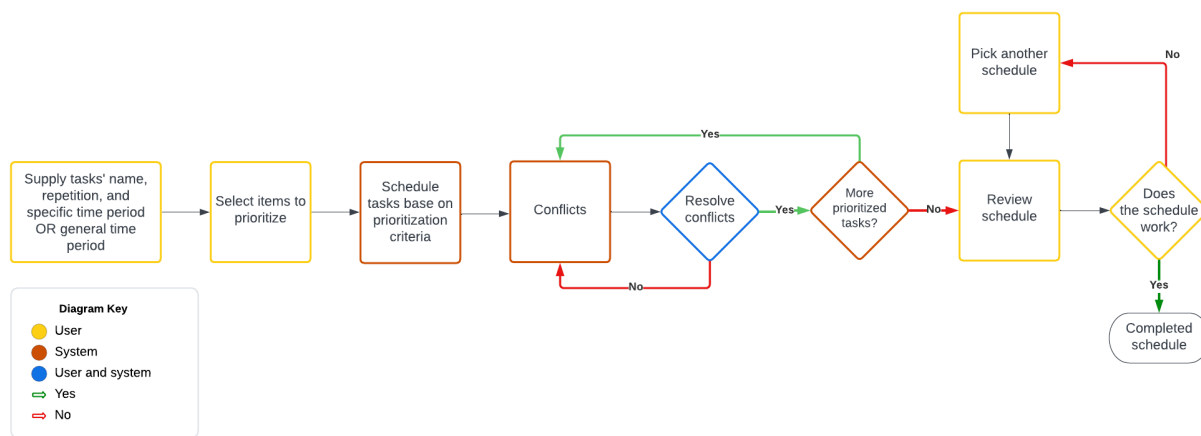 Supply tasks' name,
repetition, and
specific time period
OR general time
period
Select items to
prioritize
Schedule
tasks base on
prioritization
criteria
Conflicts
Resolve
conflicts
Yes
No
Yes
More
prioritized
tasks?
No
Pick another
schedule
Review
schedule
No
Does
the schedule
work?
Yes
Completed
schedule
Diagram Key
User
System
User and system
Yes
No